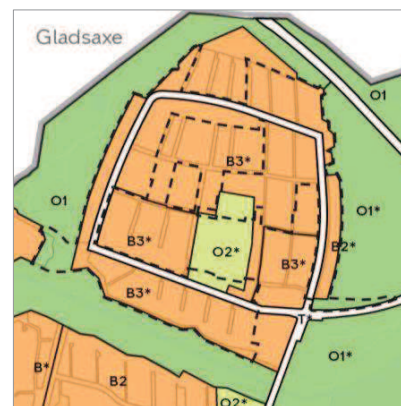 Gladsaxe
O1
B3*
O1
O1*
B3*
O2*
B3*
B2*
B3*
T*
O1*
B*
B2
O2*